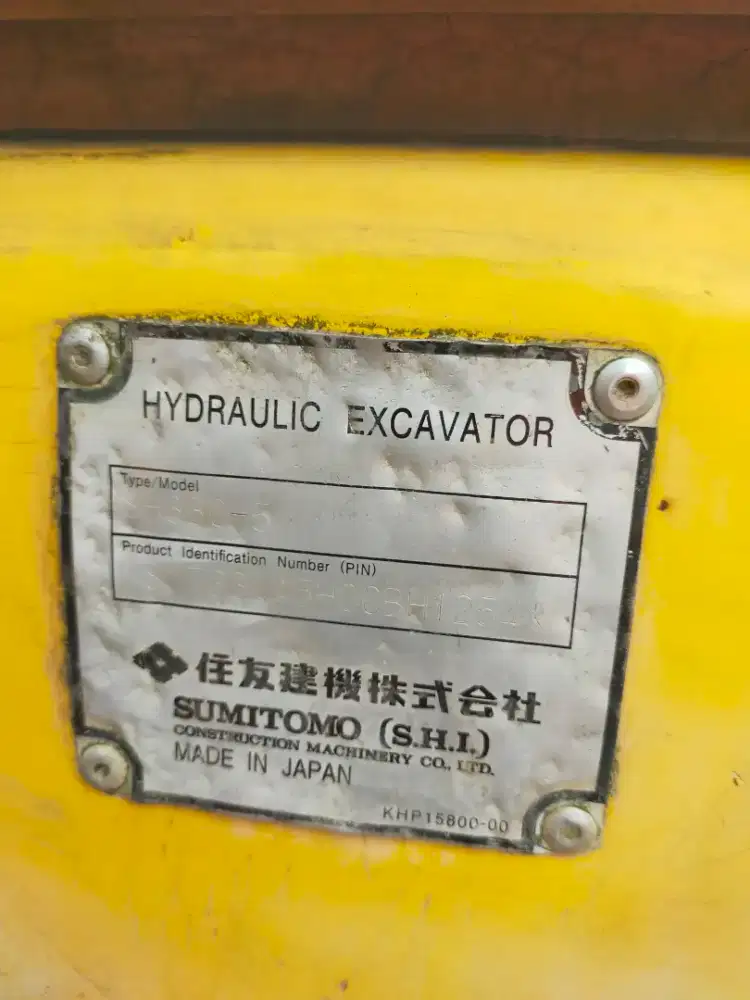 HYDRAULIC EXCAVATOR
Type/Model
Product Identification Number (PIN)
住友建機株式会社
SUMITOMO (S.H.I.)
CONSTRUCTION MACHINERY CO., LTD.
MADE IN JAPAN
KHP15800-00